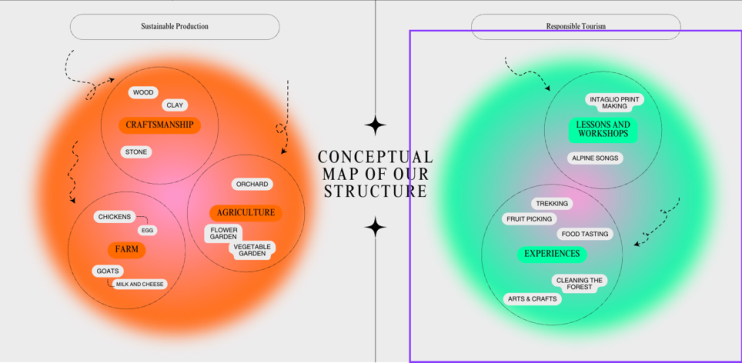 Sustainable Production
Responsible Tourism
WOOD
CLAY
CRAFTSMANSHIP
STONE
ORCHARD
AGRICULTURE
FLOWER
GARDEN
VEGETABLE
GARDEN
CHICKENS
EGG
FARM
GOATS
MILK AND CHEESE
CONCEPTUAL
MAP OF OUR
STRUCTURE
INTAGLIO PRINT
MAKING
LESSONS AND
WORKSHOPS
ALPINE SONGS
TREKKING
FRUIT PICKING
FOOD TASTING
EXPERIENCES
CLEANING THE
FOREST
ARTS & CRAFTS